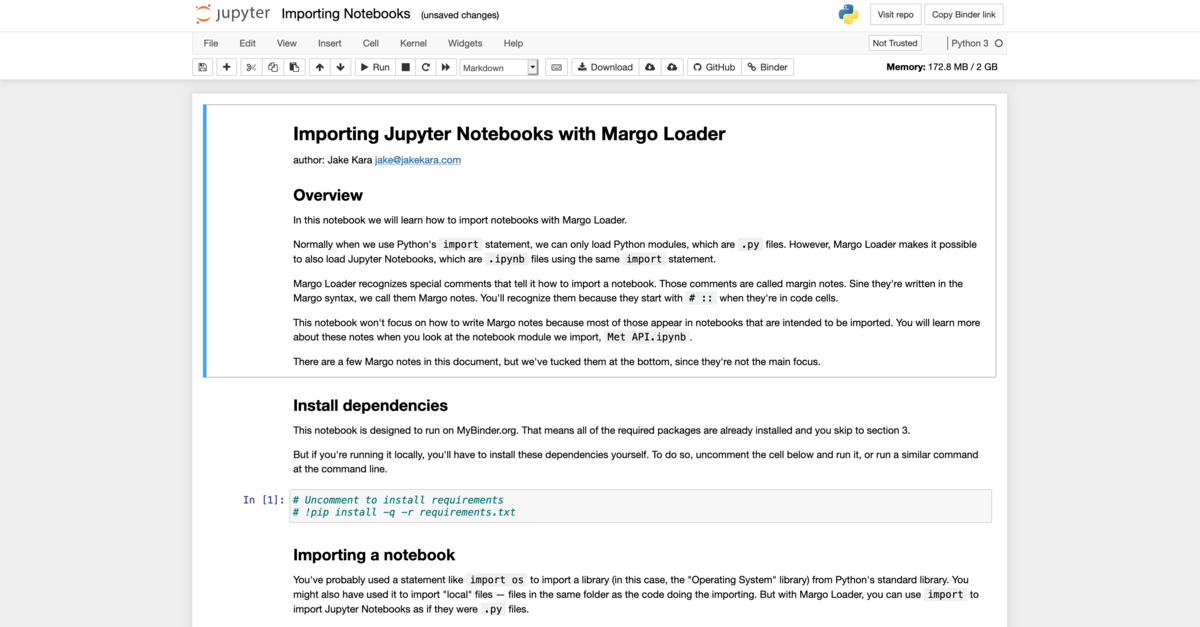 jupyter Importing Notebooks (unsaved changes) Visit repo Copy Binder link
File Edit View Insert Cell Kernel Widgets Help Not Trusted Python 3
Run Markdown Download GitHub Binder Memory: 172.8 MB / 2 GB
Importing Jupyter Notebooks with Margo Loader
author: Jake Kara jake@jakekara.com
Overview
In this notebook we will learn how to import notebooks with Margo Loader.
Normally when we use Python's import statement, we can only load Python modules, which are .py files. However, Margo Loader makes it possible
to also load Jupyter Notebooks, which are .ipynb files using the same import statement.
Margo Loader recognizes special comments that tell it how to import a notebook. Those comments are called margin notes. Sine they're written in the
Margo syntax, we call them Margo notes. You'll recognize them because they start with # :: when they're in code cells.
This notebook won't focus on how to write Margo notes because most of those appear in notebooks that are intended to be imported. You will learn more
about these notes when you look at the notebook module we import, Met API.ipynb.
There are a few Margo notes in this document, but we've tucked them at the bottom, since they're not the main focus.
Install dependencies
This notebook is designed to run on MyBinder.org. That means all of the required packages are already installed and you skip to section 3.
But if you're running it locally, you'll have to install these dependencies yourself. To do so, uncomment the cell below and run it, or run a similar command
at the command line.
In [1]: # Uncomment to install requirements
# !pip install -q -r requirements.txt
Importing a notebook
You've probably used a statement like import os to import a library (in this case, the "Operating System" library) from Python's standard library. You
might also have used it to import "local" files — files in the same folder as the code doing the importing. But with Margo Loader, you can use import to
import Jupyter Notebooks as if they were .py files.